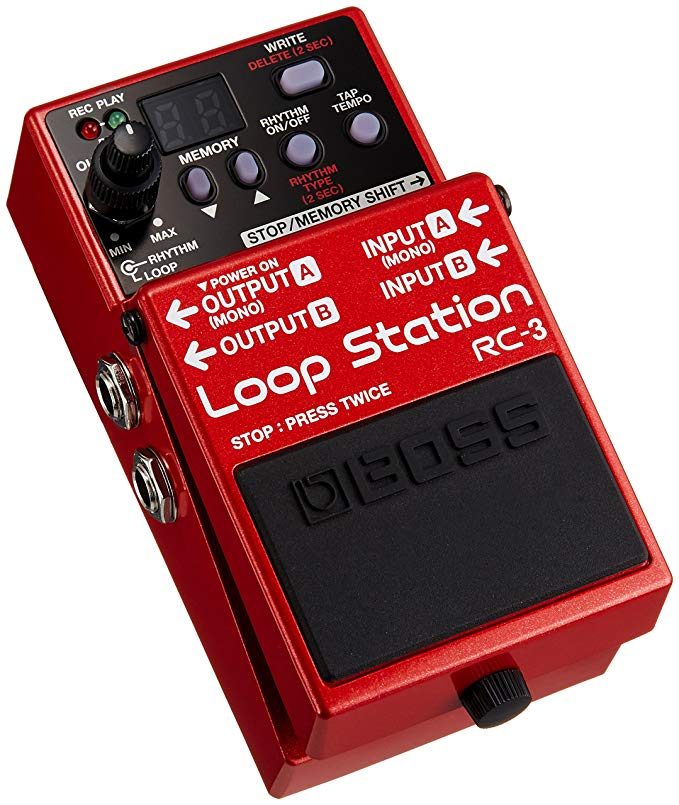 WRITE
DELETE (2 SEC)
REC PLAY
TAP
TEMPO
RHYTHM
ON/OFF
MEMORY
RHYTHM
TYPE
(2 SEC)
MIN
MAX
STOP/MEMORY SHIFT →
RHYTHM
LOOP
▼POWER ON
OUTPUT A
(MONO)
OUTPUT B
INPUT A
(MONO)
INPUT B
Loop Station
RC-3
STOP : PRESS TWICE
BOSS